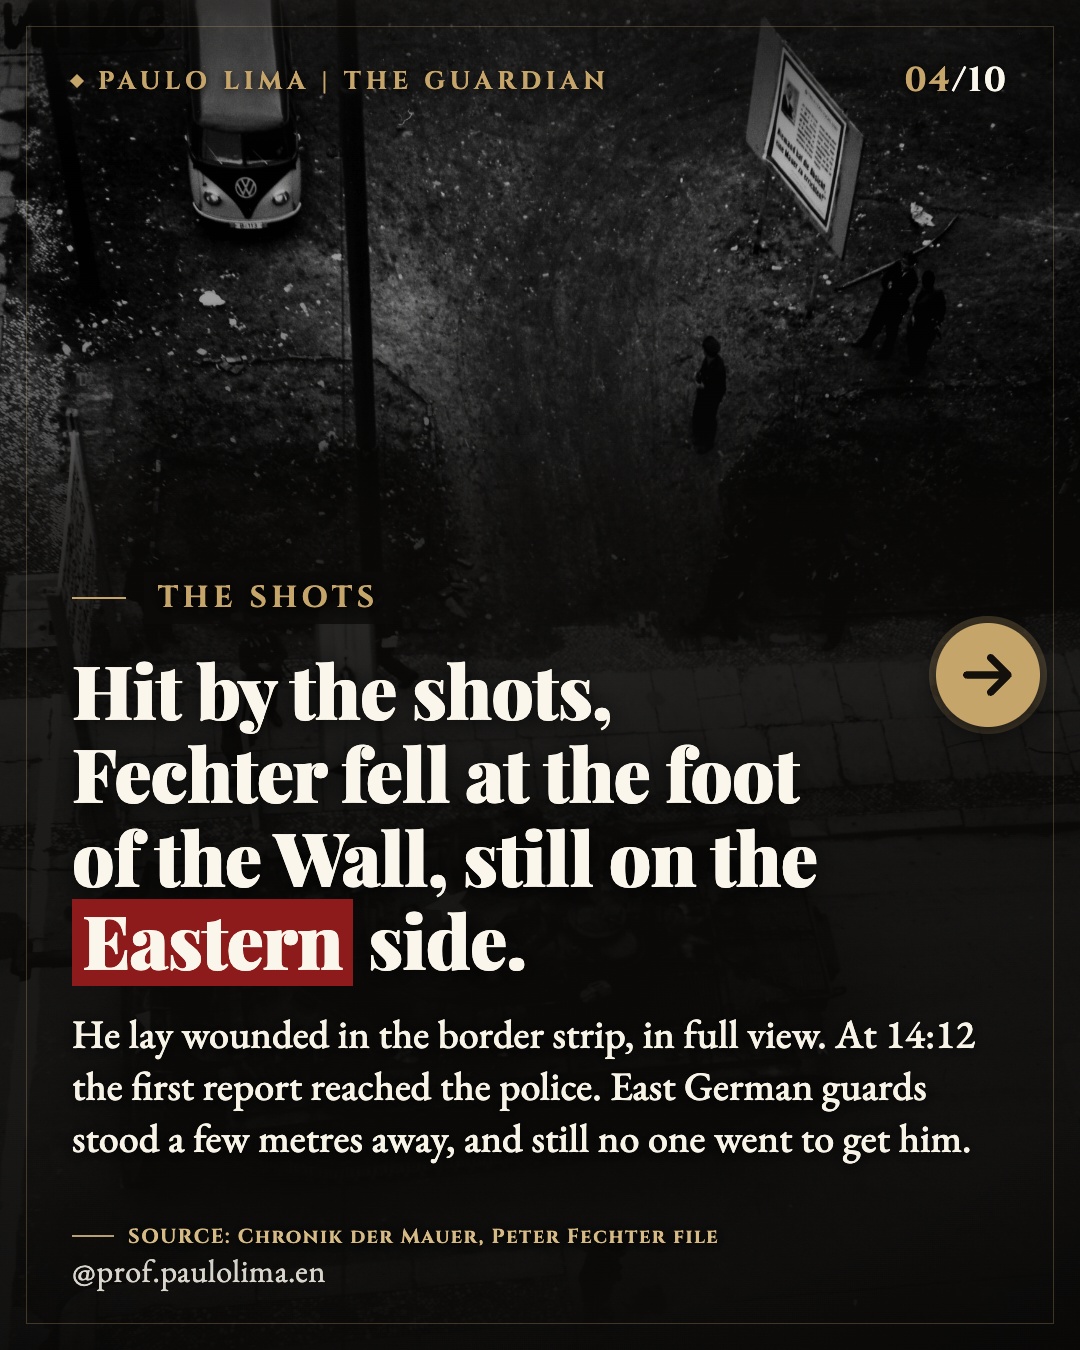 ◆ PAULO LIMA | THE GUARDIAN
04/10
THE SHOTS
Hit by the shots,
Fechter fell at the foot
of the Wall, still on the
Eastern side.
He lay wounded in the border strip, in full view. At 14:12
the first report reached the police. East German guards
stood a few metres away, and still no one went to get him.
SOURCE: Chronik der Mauer, Peter Fechter file
@prof.paulolima.en